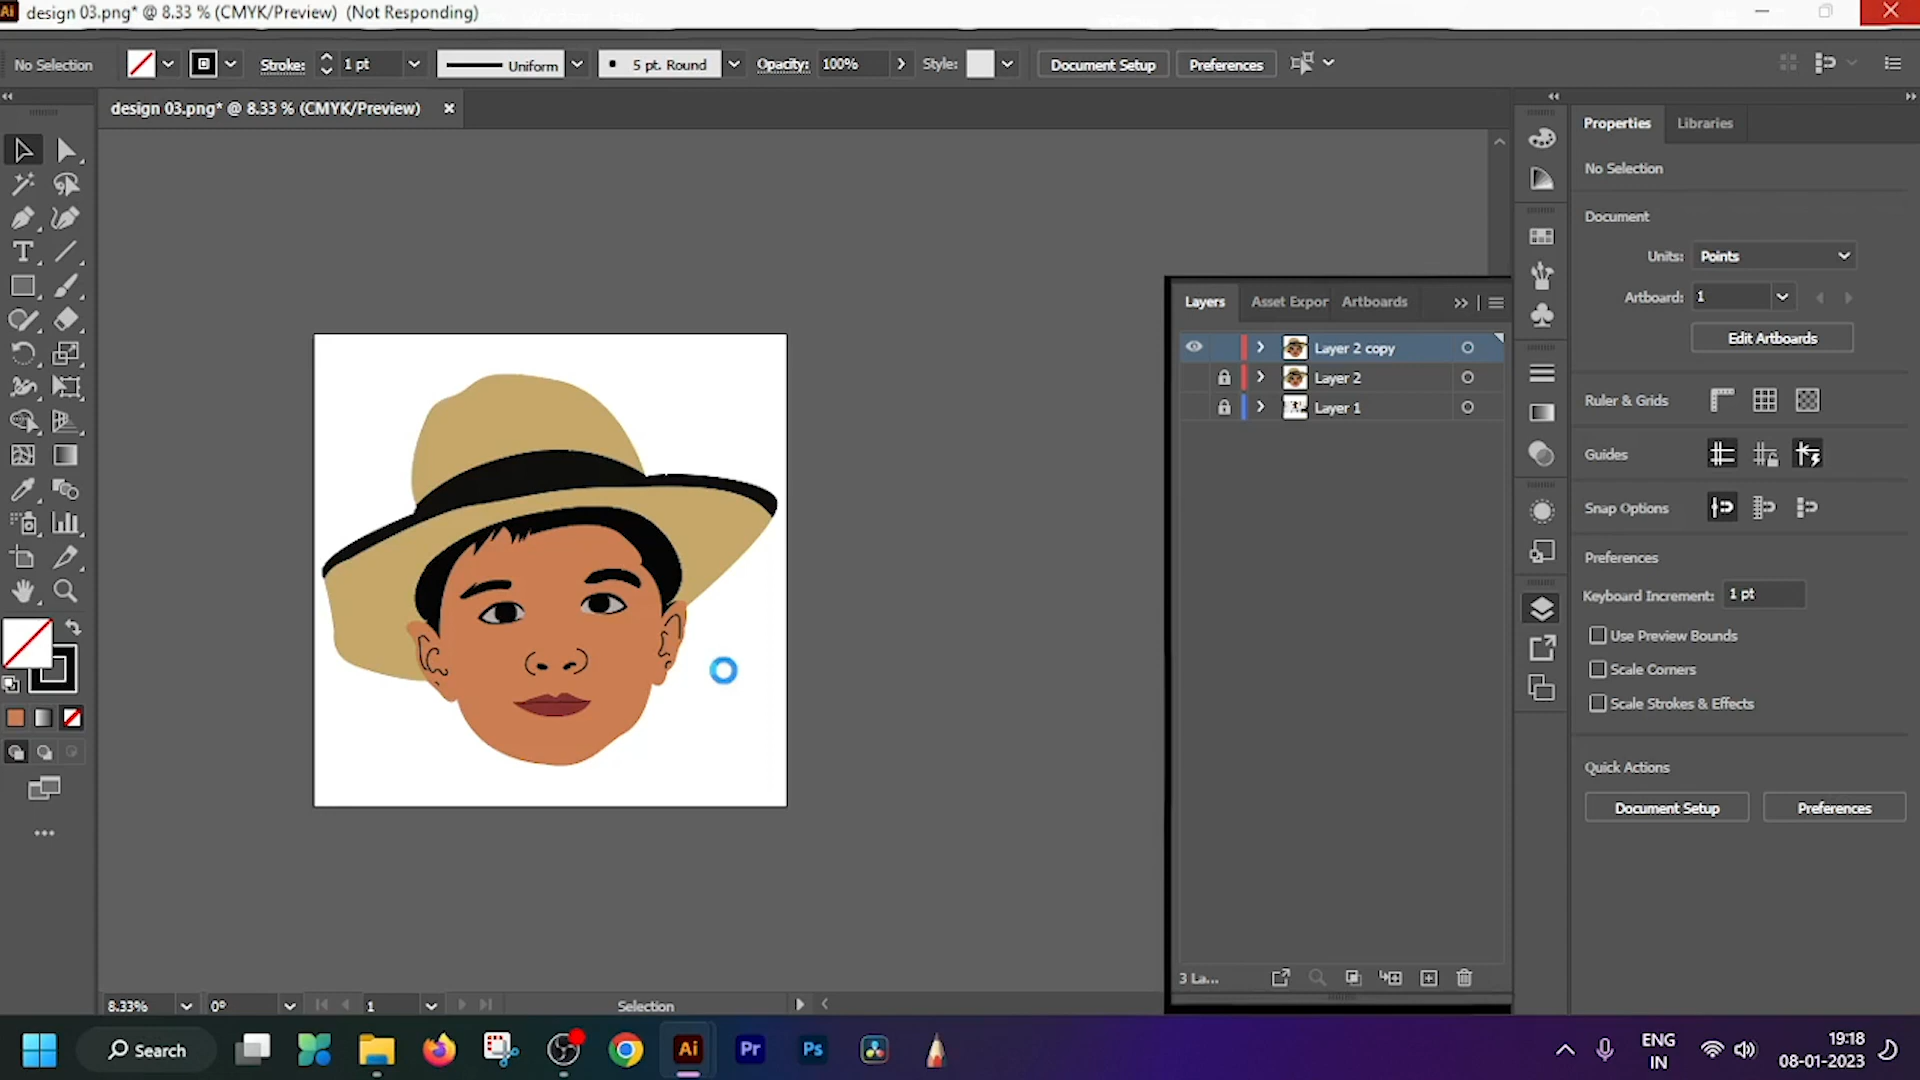 Ai design 03.png* @ 8.33 % (CMYK/Preview) (Not Responding)
No Selection Stroke: 1 pt Uniform 5 pt. Round Opacity: 100% Style: Document Setup Preferences
design 03.png* @ 8.33 % (CMYK/Preview)
Properties Libraries
No Selection
Document
Units: Points
Artboard: 1
Edit Artboards
Ruler & Grids
Guides
Snap Options
Preferences
Keyboard Increment: 1 pt
Use Preview Bounds
Scale Corners
Scale Strokes & Effects
Quick Actions
Document Setup Preferences
Layers Asset Expor Artboards
Layer 2 copy
Layer 2
Layer 1
3 La...
8.33% 0° 1 Selection
Search Ai Pr Ps
ENG
IN
19:18
08-01-2023